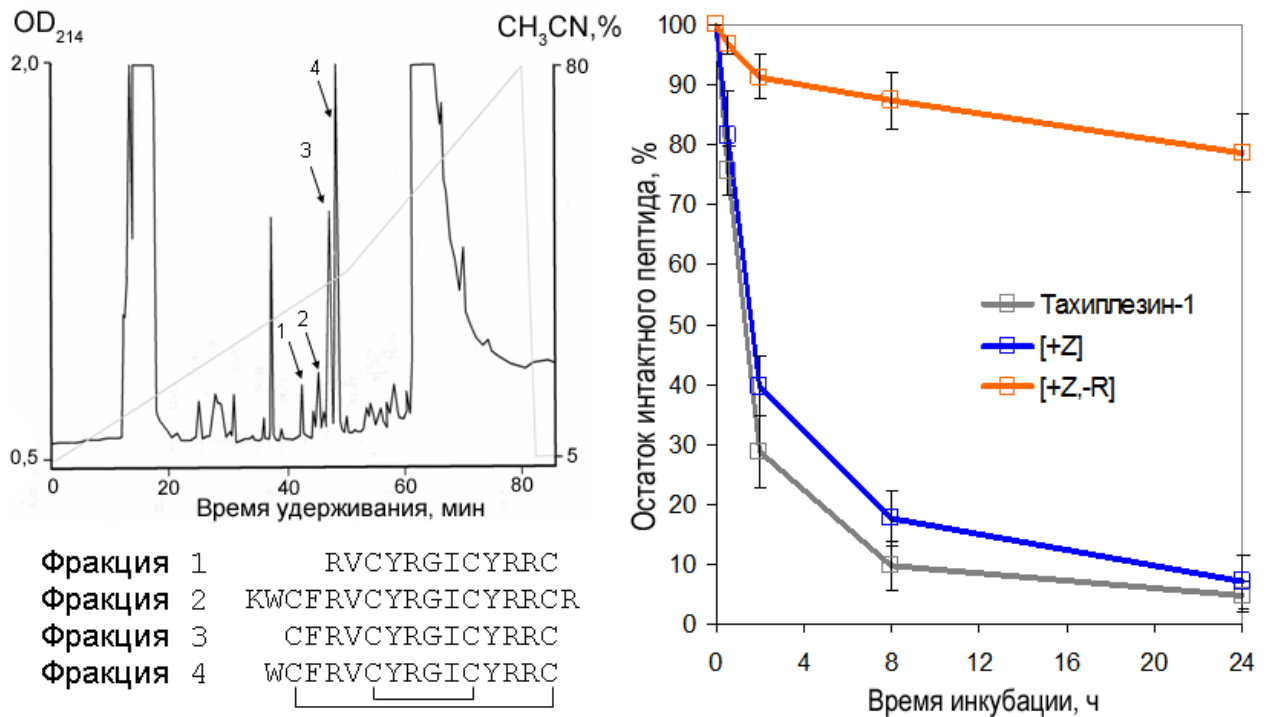 OD214
CH3CN,%
2,0
80
4
3
2
1
0,5
5
0
20
40
60
80
Время удерживания, мин
Фракция 1 RVCYRGICYRRC
Фракция 2 KWCFRVCYRGICYRRCR
Фракция 3 CFRVCYRGICYRRC
Фракция 4 WCFRVCYRGICYRRC
Остаток интактного пептида, %
100
90
80
70
60
50
40
30
20
10
0
Тахиплезин-1
[+Z]
[+Z,-R]
0 4 8 12 16 20 24
Время инкубации, ч